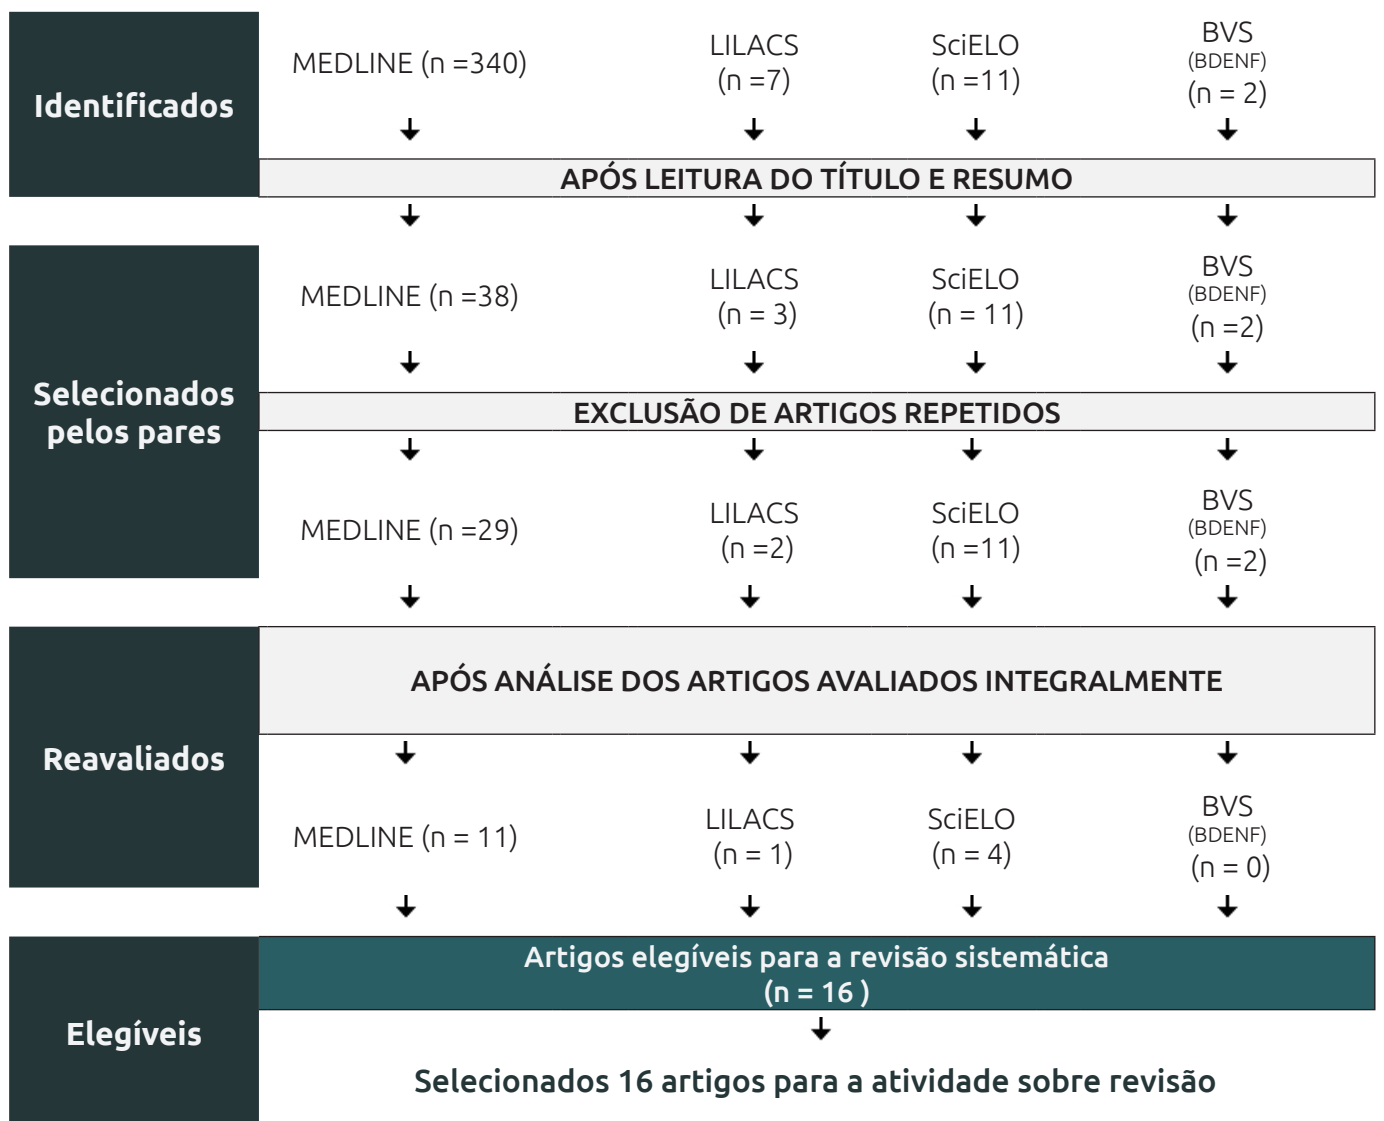 Identificados
MEDLINE (n =340)
LILACS
(n =7)
SciELO
(n =11)
BVS
(BDENF)
(n = 2)
APÓS LEITURA DO TÍTULO E RESUMO
Selecionados
pelos pares
MEDLINE (n =38)
LILACS
(n = 3)
SciELO
(n = 11)
BVS
(BDENF)
(n =2)
EXCLUSÃO DE ARTIGOS REPETIDOS
MEDLINE (n =29)
LILACS
(n =2)
SciELO
(n =11)
BVS
(BDENF)
(n =2)
Reavaliados
APÓS ANÁLISE DOS ARTIGOS AVALIADOS INTEGRALMENTE
MEDLINE (n = 11)
LILACS
(n = 1)
SciELO
(n = 4)
BVS
(BDENF)
(n = 0)
Elegíveis
Artigos elegíveis para a revisão sistemática
(n = 16 )
Selecionados 16 artigos para a atividade sobre revisão